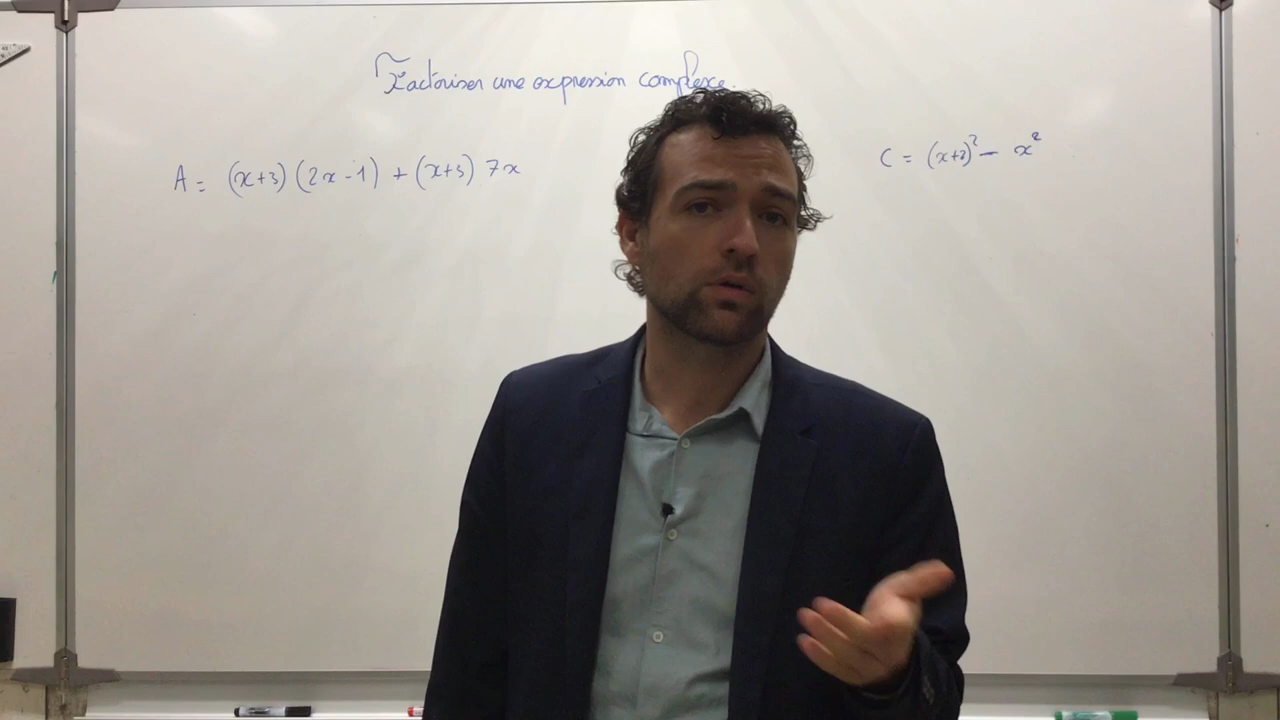 Factoriser une expression complexe.
A = (x+3)(2x-1) + (x+3) 7x
C = (x+2)² - x²